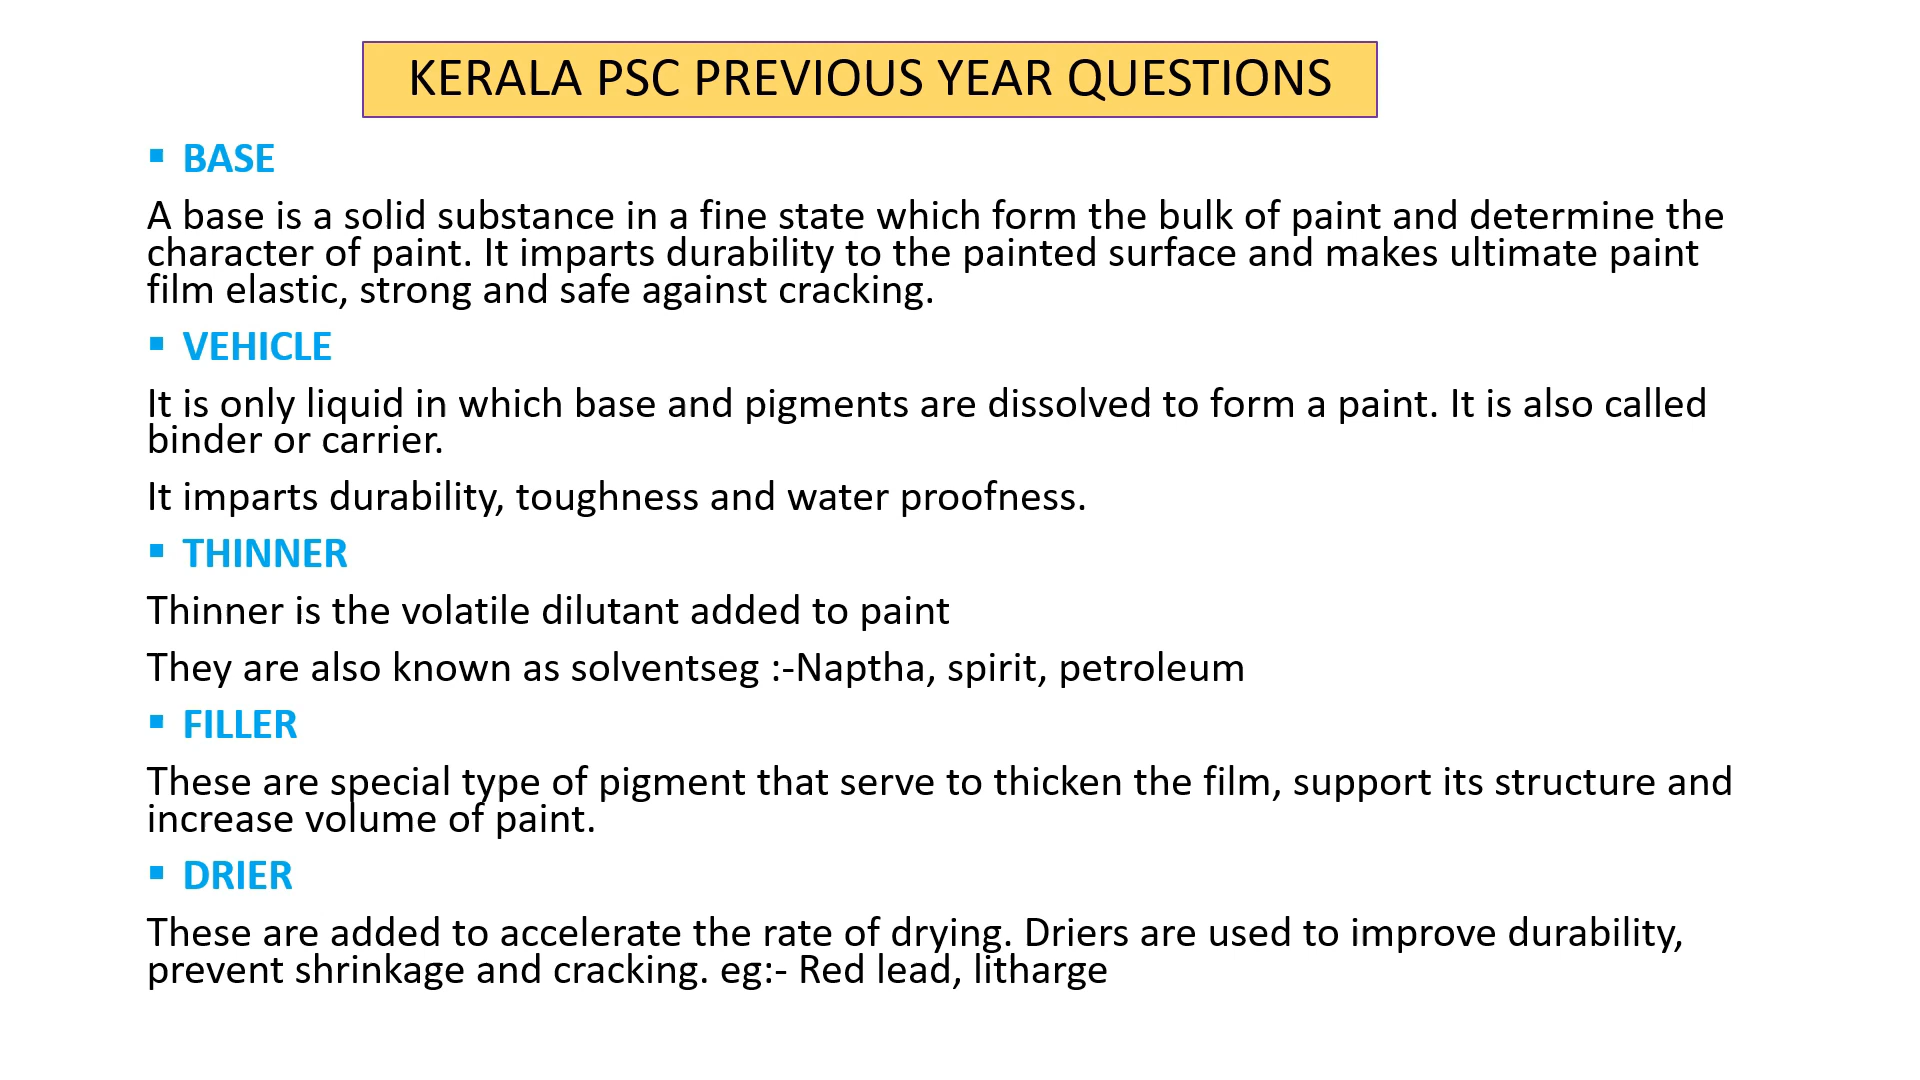 KERALA PSC PREVIOUS YEAR QUESTIONS
▪ BASE
A base is a solid substance in a fine state which form the bulk of paint and determine the
character of paint. It imparts durability to the painted surface and makes ultimate paint
film elastic, strong and safe against cracking.
▪ VEHICLE
It is only liquid in which base and pigments are dissolved to form a paint. It is also called
binder or carrier.
It imparts durability, toughness and water proofness.
▪ THINNER
Thinner is the volatile dilutant added to paint
They are also known as solventseg :-Naptha, spirit, petroleum
▪ FILLER
These are special type of pigment that serve to thicken the film, support its structure and
increase volume of paint.
▪ DRIER
These are added to accelerate the rate of drying. Driers are used to improve durability,
prevent shrinkage and cracking. eg:- Red lead, litharge